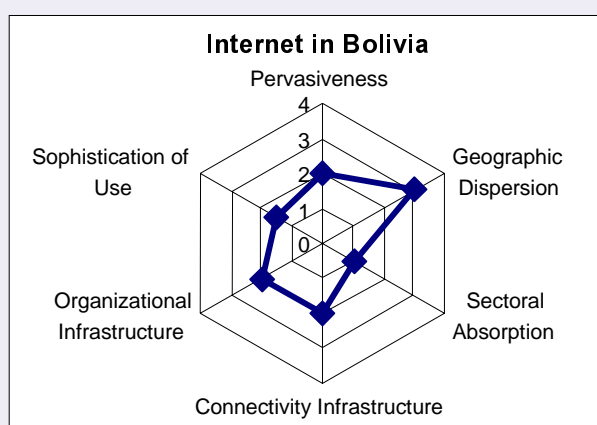 Internet in Bolivia
Pervasiveness
4
3
2
1
0
Sophistication of
Use
Geographic
Dispersion
Organizational
Infrastructure
Sectoral
Absorption
Connectivity Infrastructure